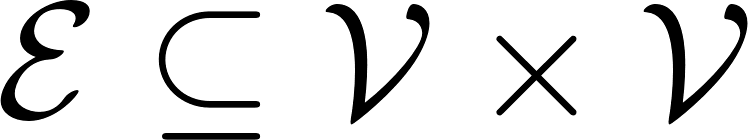 ℰ ⊆ 𝒱 × 𝒱